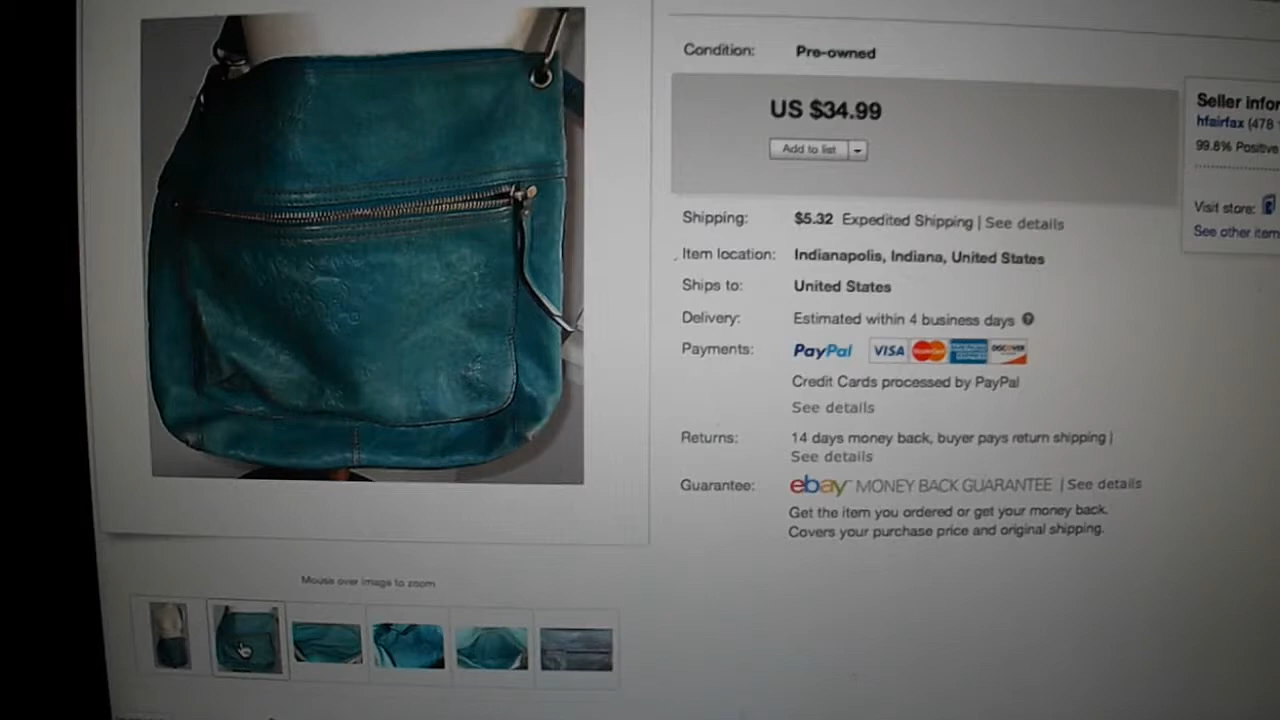 Condition: Pre-owned
US $34.99
Add to list
Seller infor
hfairfax (478
99.8% Positive
Visit store:
See other item
Shipping: $5.32 Expedited Shipping | See details
Item location: Indianapolis, Indiana, United States
Ships to: United States
Delivery: Estimated within 4 business days
Payments: PayPal VISA MasterCard DISCOVER
Credit Cards processed by PayPal
See details
Returns: 14 days money back, buyer pays return shipping |
See details
Guarantee: ebay MONEY BACK GUARANTEE | See details
Get the item you ordered or get your money back.
Covers your purchase price and original shipping.
Mouse over image to zoom